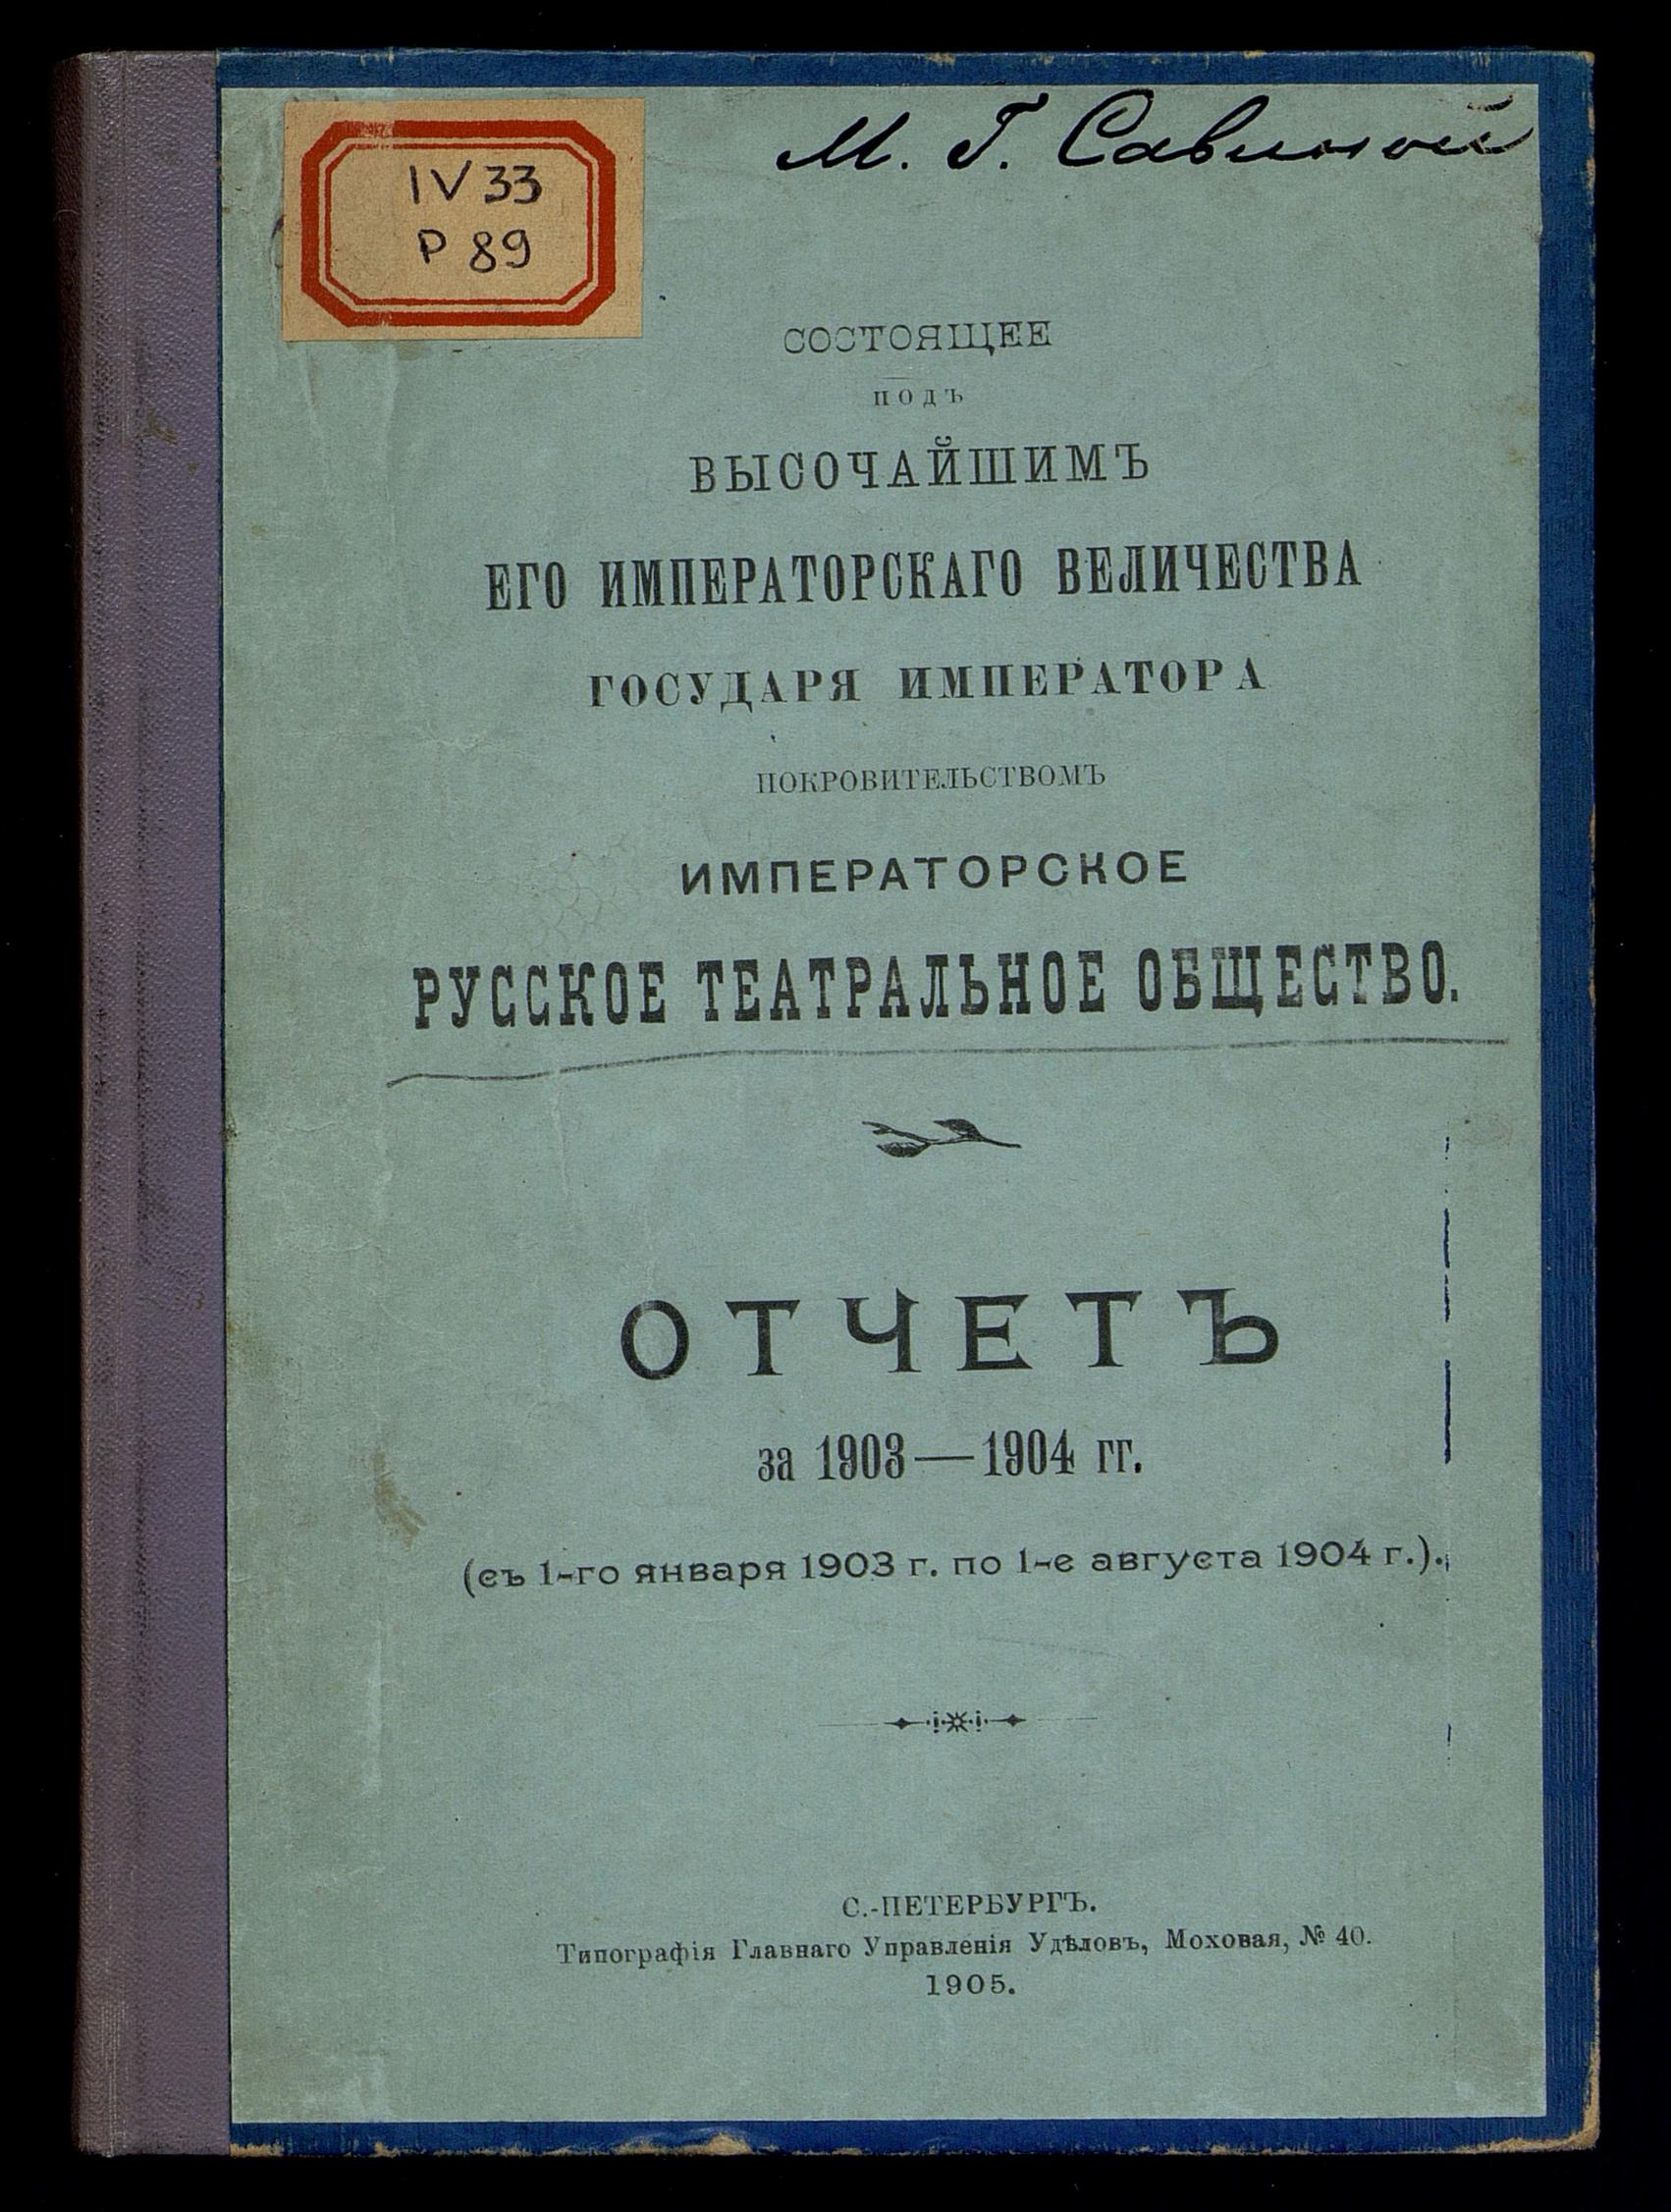 М. Г. Савиной
IV 33
Р 89
СОСТОЯЩЕЕ
ПОДЪ
ВЫСОЧАЙШИМЪ
ЕГО ИМПЕРАТОРСКАГО ВЕЛИЧЕСТВА
ГОСУДАРЯ ИМПЕРАТОРА
ПОКРОВИТЕЛЬСТВОМЪ
ИМПЕРАТОРСКОЕ
РУССКОЕ ТЕАТРАЛЬНОЕ ОБЩЕСТВО.
ОТЧЕТЪ
за 1903—1904 гг.
(съ 1-го января 1903 г. по 1-е августа 1904 г.).
С.-ПЕТЕРБУРГЪ.
Типографія Главнаго Управленія Удѣловъ, Моховая, № 40.
1905.